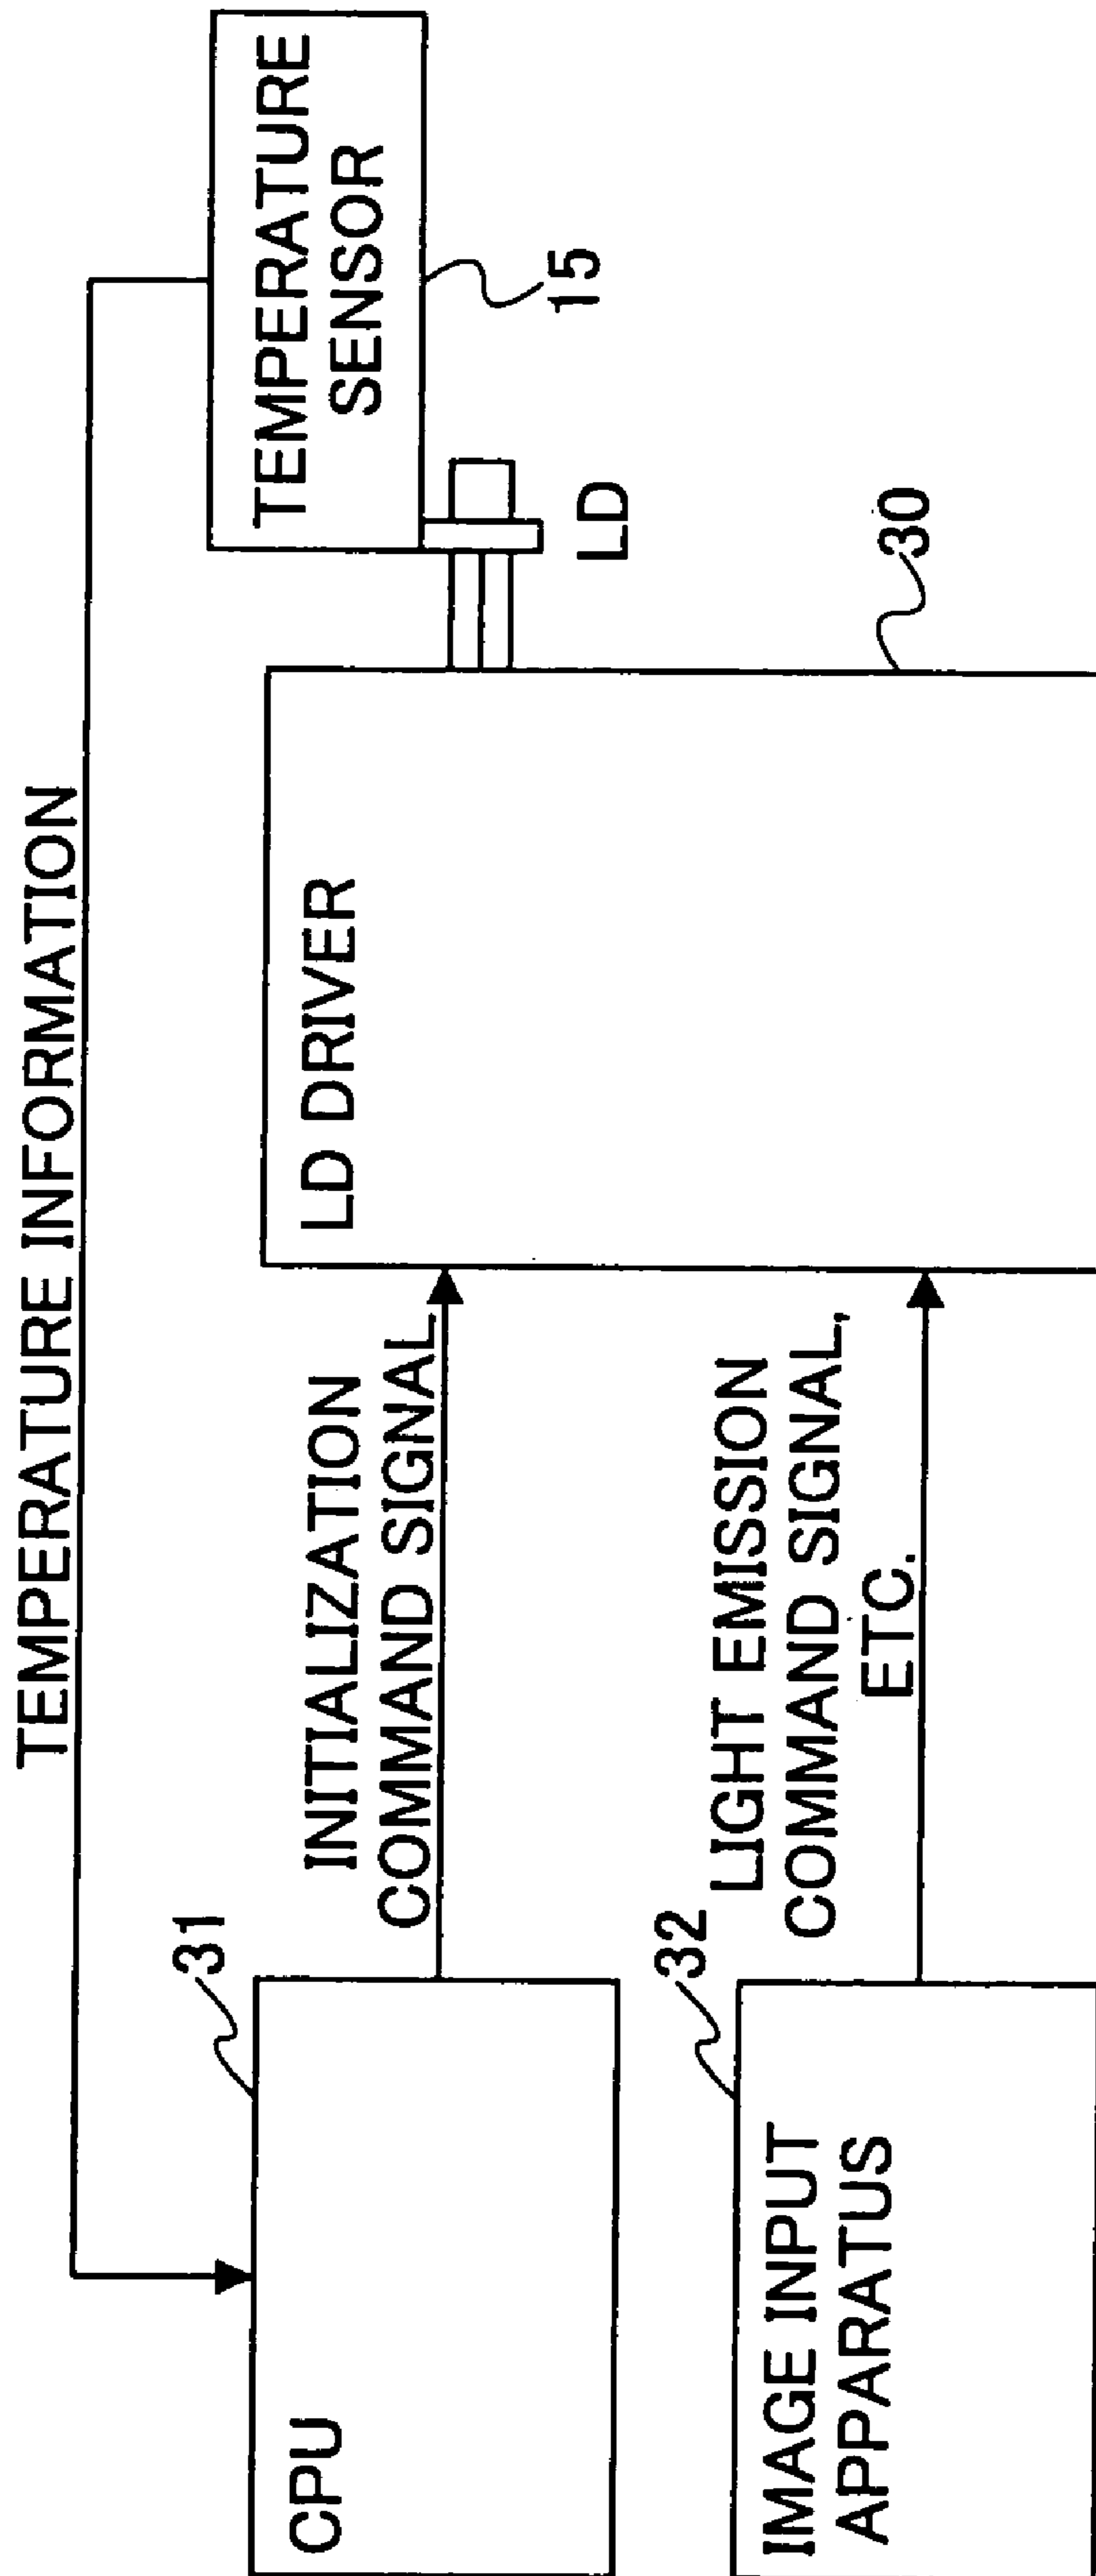 TEMPERATURE INFORMATION
TEMPERATURE
SENSOR
15
LD
31
CPU
INITIALIZATION
COMMAND SIGNAL
LD DRIVER
30
32
IMAGE INPUT
APPARATUS
LIGHT EMISSION
COMMAND SIGNAL,
ETC.